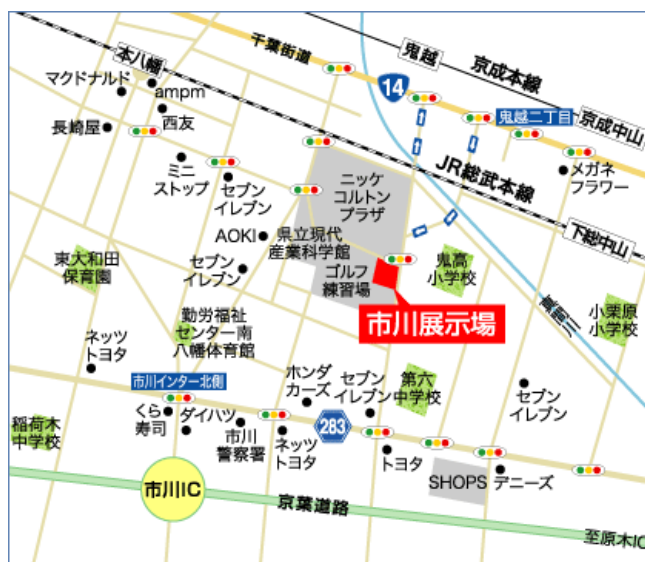 千葉街道
鬼越
京成本線
本八幡
14
マクドナルド
ampm
京成中山
西友
鬼越二丁目
長崎屋
JR総武本線
ミニ
ストップ
ニッケ
コルトン
プラザ
メガネ
フラワー
セブン
イレブン
AOKI
県立現代
産業科学館
下総中山
東大和田
保育園
セブン
イレブン
ゴルフ
練習場
鬼高
小学校
真間川
小栗原
小学校
勤労福祉
センター南
八幡体育館
市川展示場
ネッツ
トヨタ
市川インター北側
ホンダ
カーズ
セブン
イレブン
第六
中学校
セブン
イレブン
稲荷木
中学校
くら
寿司
ダイハツ
市川
警察署
ネッツ
トヨタ
283
トヨタ
SHOPS
デニーズ
市川IC
京葉道路
至原木IC